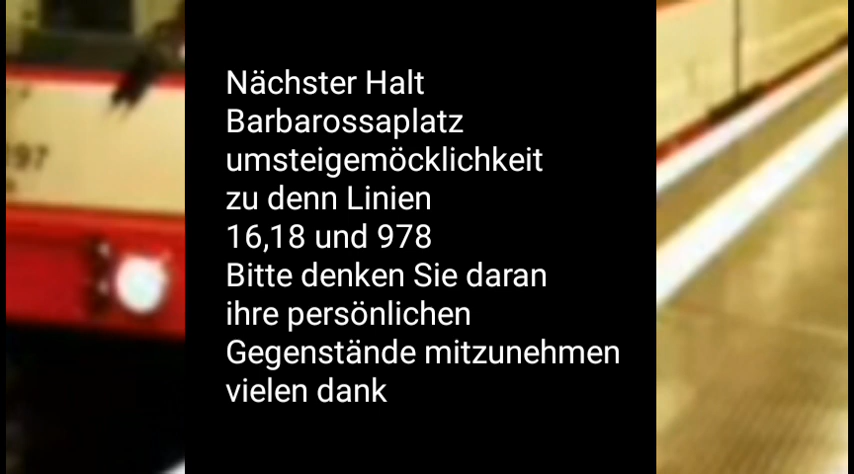 Nächster Halt
Barbarossaplatz
umsteigemöcklichkeit
zu denn Linien
16,18 und 978
Bitte denken Sie daran
ihre persönlichen
Gegenstände mitzunehmen
vielen dank